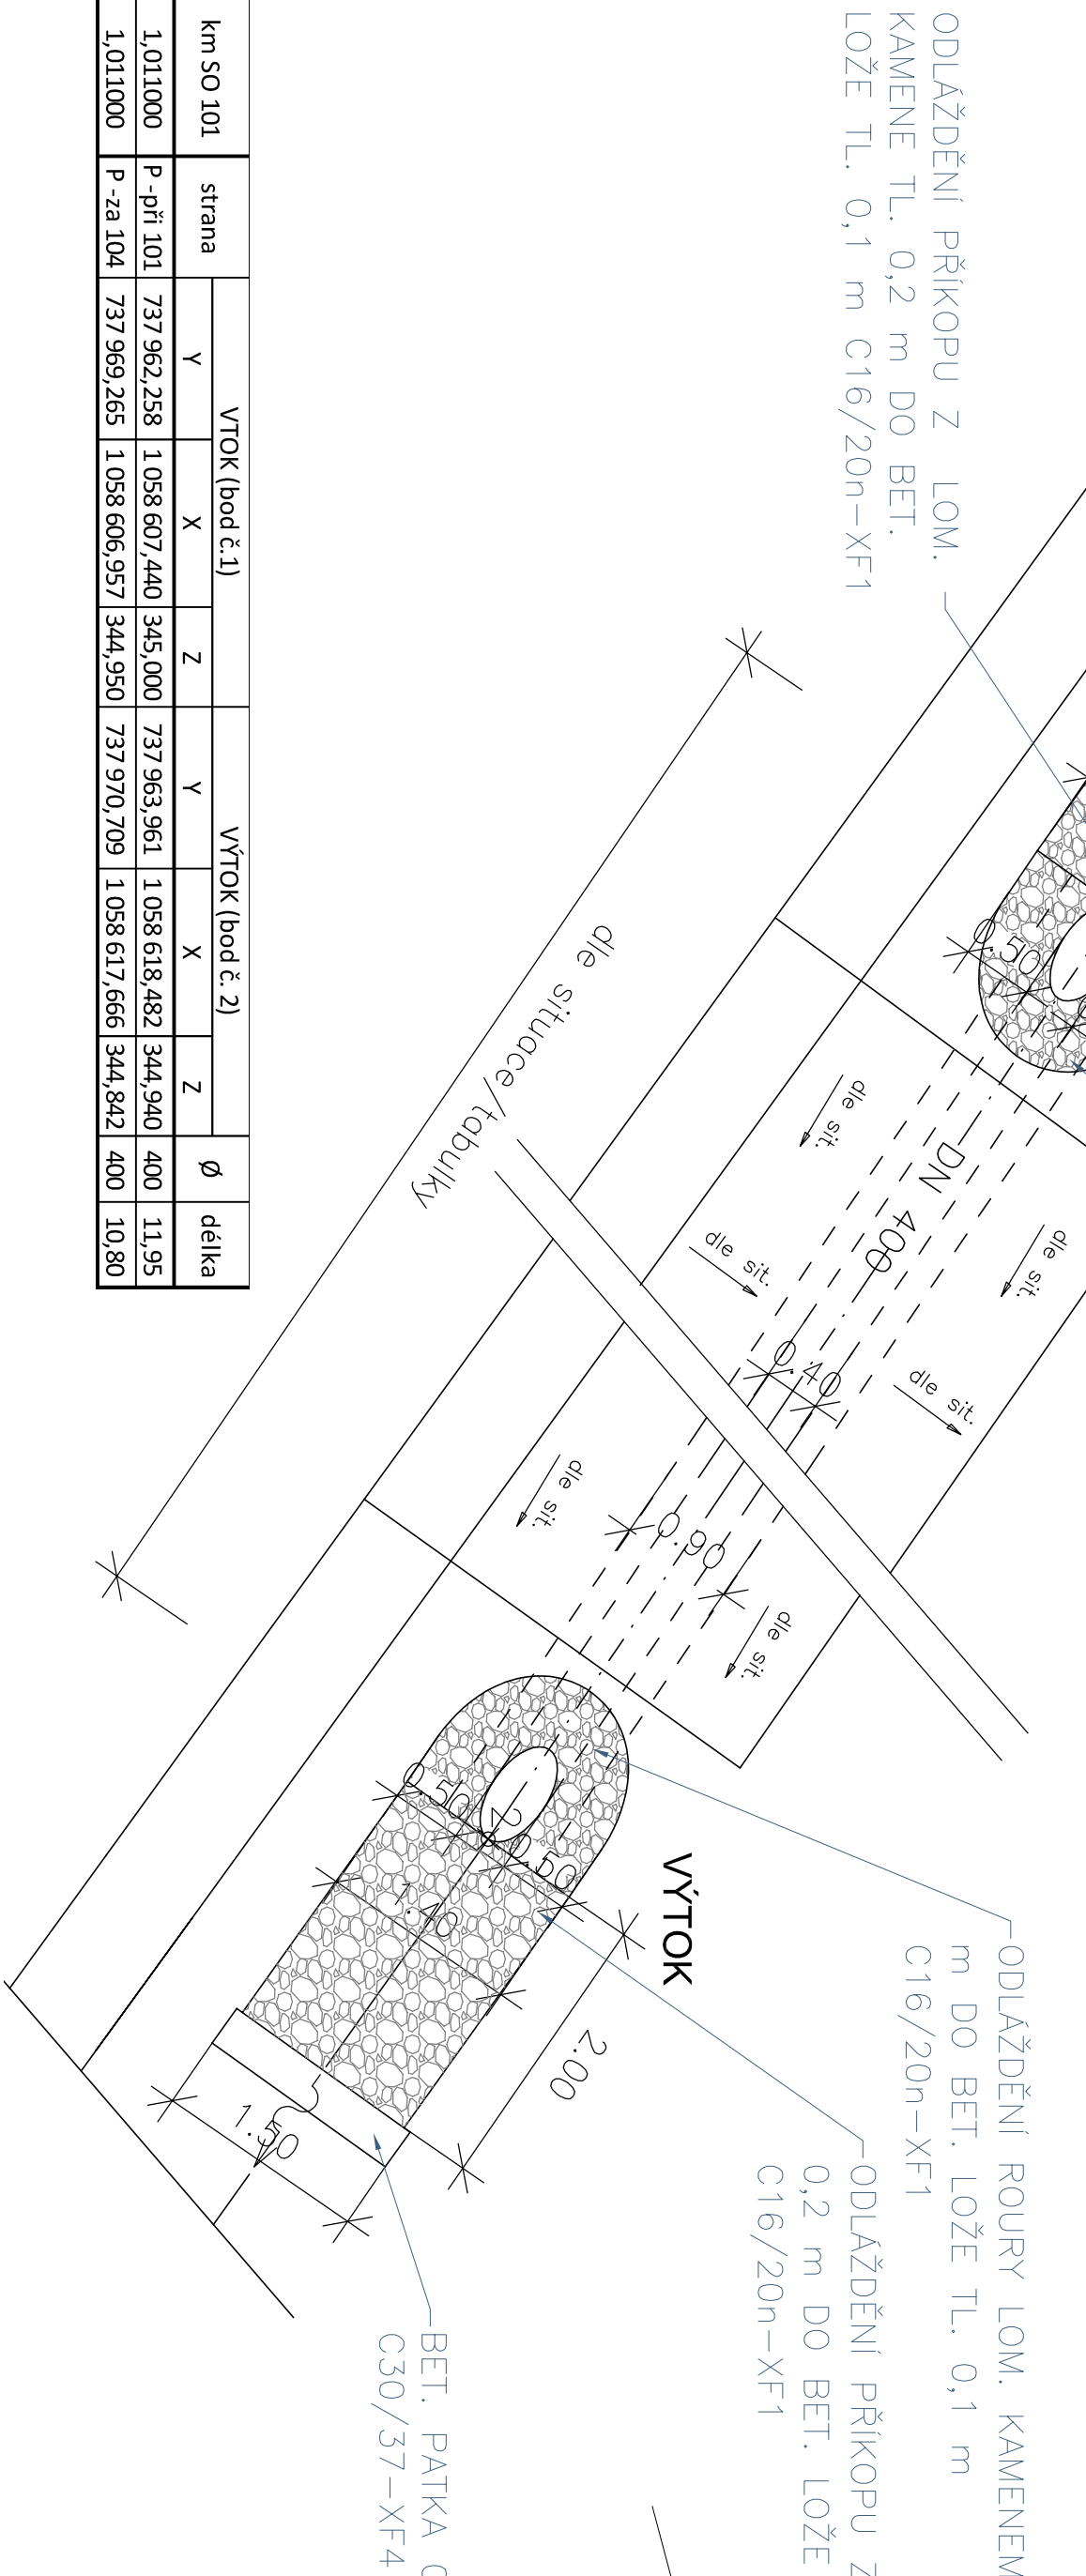 ODLÁŽDĚNÍ PŘÍKOPU Z LOM.
KAMENE TL. 0,2 m DO BET.
LOŽE TL. 0,1 m C16/20n-XF1
0.50
dle situace/tabulky
dle sit.
DN 400
dle sit.
dle sit.
dle sit.
0.40
dle sit.
0.90
dle sit.
VÝTOK
0.50
0.50
1.40
2.00
1.50
ODLÁŽDĚNÍ ROURY LOM. KAMENEM
m DO BET. LOŽE TL. 0,1 m
C16/20n-XF1
ODLÁŽDĚNÍ PŘÍKOPU Z
0,2 m DO BET. LOŽE
C16/20n-XF1
BET. PATKA
C30/37-XF4
km SO 101 strana VTOK (bod č.1) VÝTOK (bod č. 2) Ø délka
Y X Z Y X Z
1,011000 P -při 101 737 962,258 1 058 607,440 345,000 737 963,961 1 058 618,482 344,940 400 11,95
1,011000 P -za 104 737 969,265 1 058 606,957 344,950 737 970,709 1 058 617,666 344,842 400 10,80